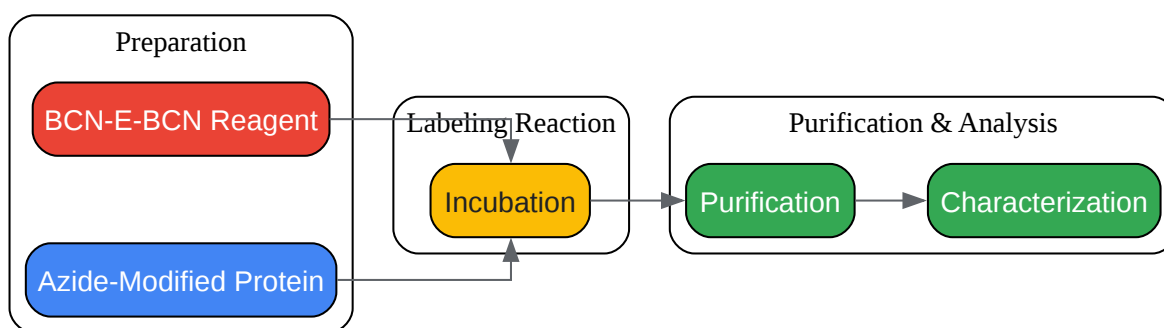 Preparation
BCN-E-BCN Reagent
Azide-Modified Protein
Labeling Reaction
Incubation
Purification & Analysis
Purification
Characterization